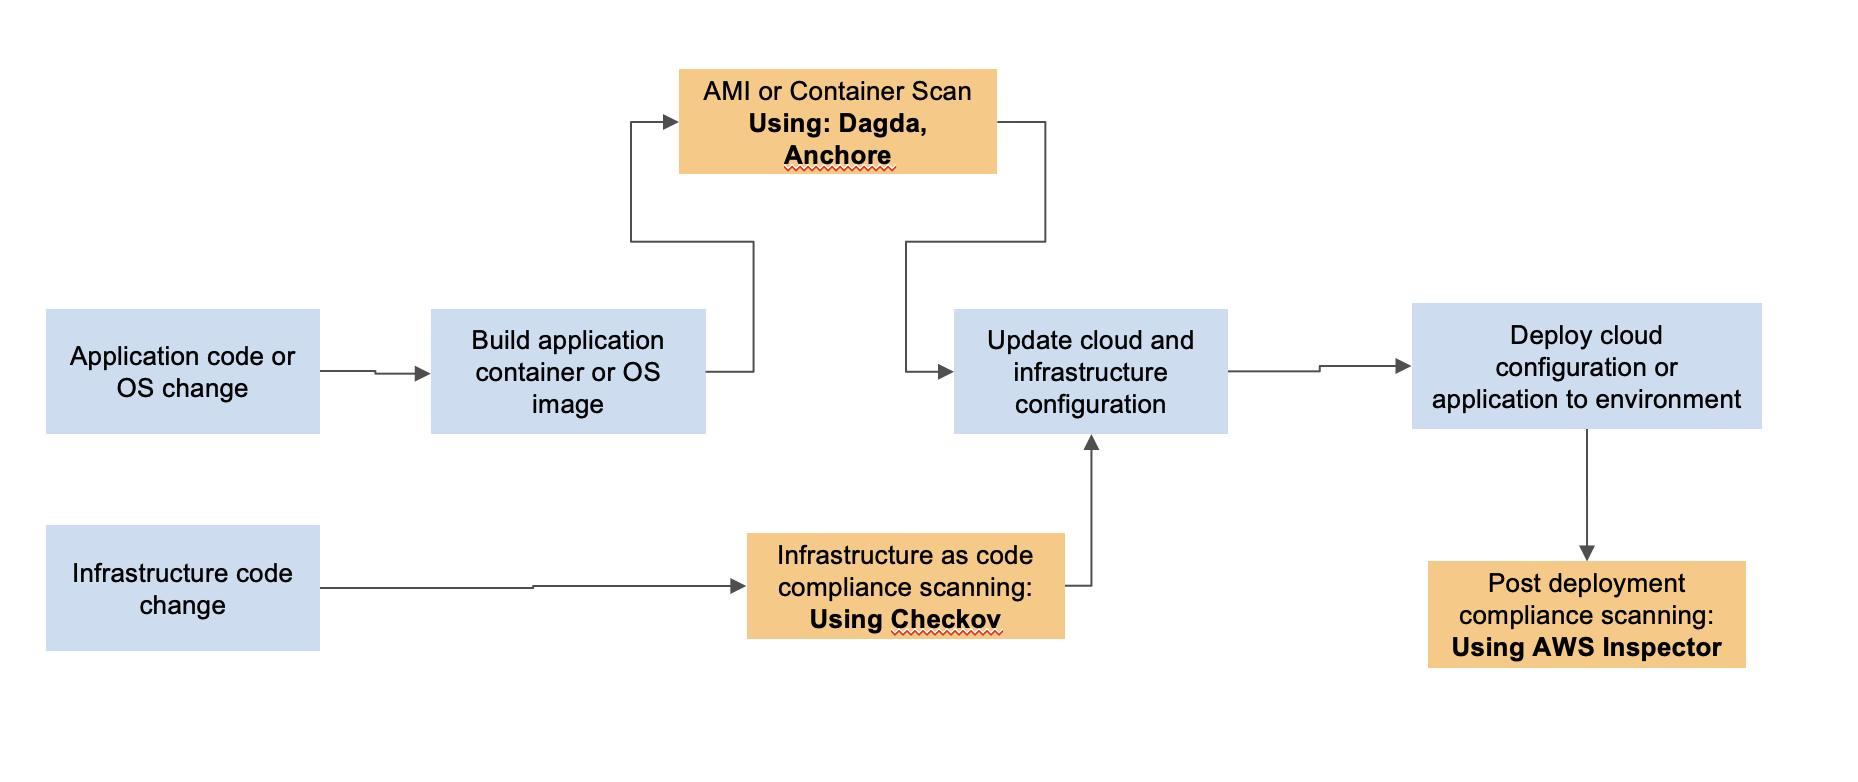 AMI or Container Scan
Using: Dagda,
Anchore
Application code or
OS change
Build application
container or OS
image
Update cloud and
infrastructure
configuration
Deploy cloud
configuration or
application to environment
Infrastructure code
change
Infrastructure as code
compliance scanning:
Using Checkov
Post deployment
compliance scanning:
Using AWS Inspector